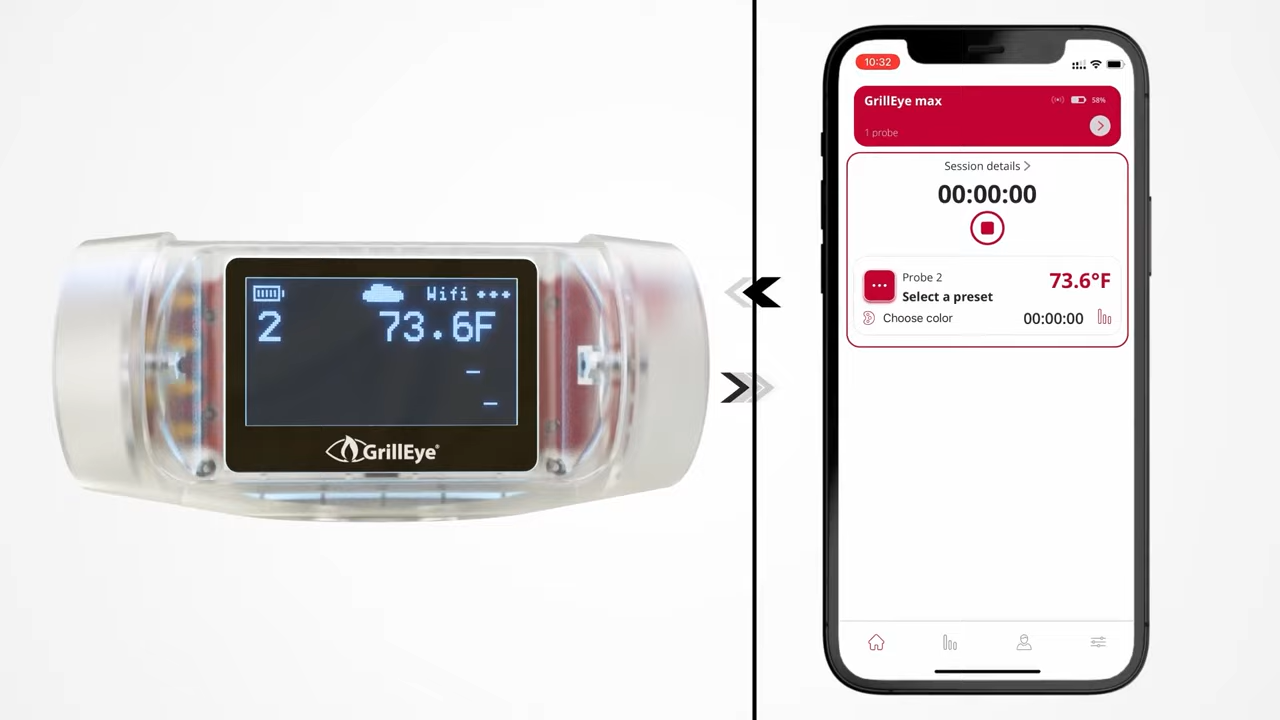 Wifi +++
2 73.6F
–
–
GrillEye®
10:32
GrillEye max
58%
1 probe
Session details >
00:00:00
Probe 2
73.6°F
Select a preset
Choose color
00:00:00